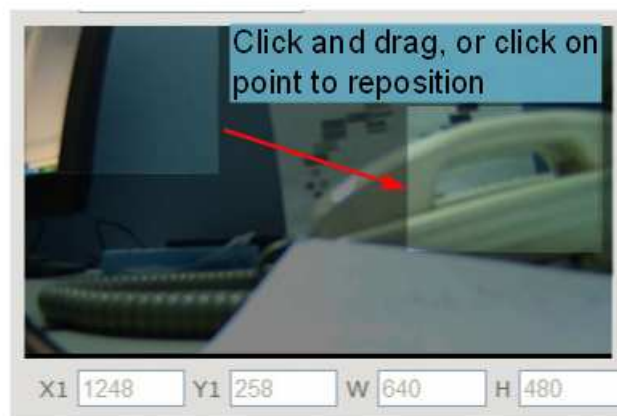 Click and drag, or click on
point to reposition
X1 1248 Y1 258 W 640 H 480